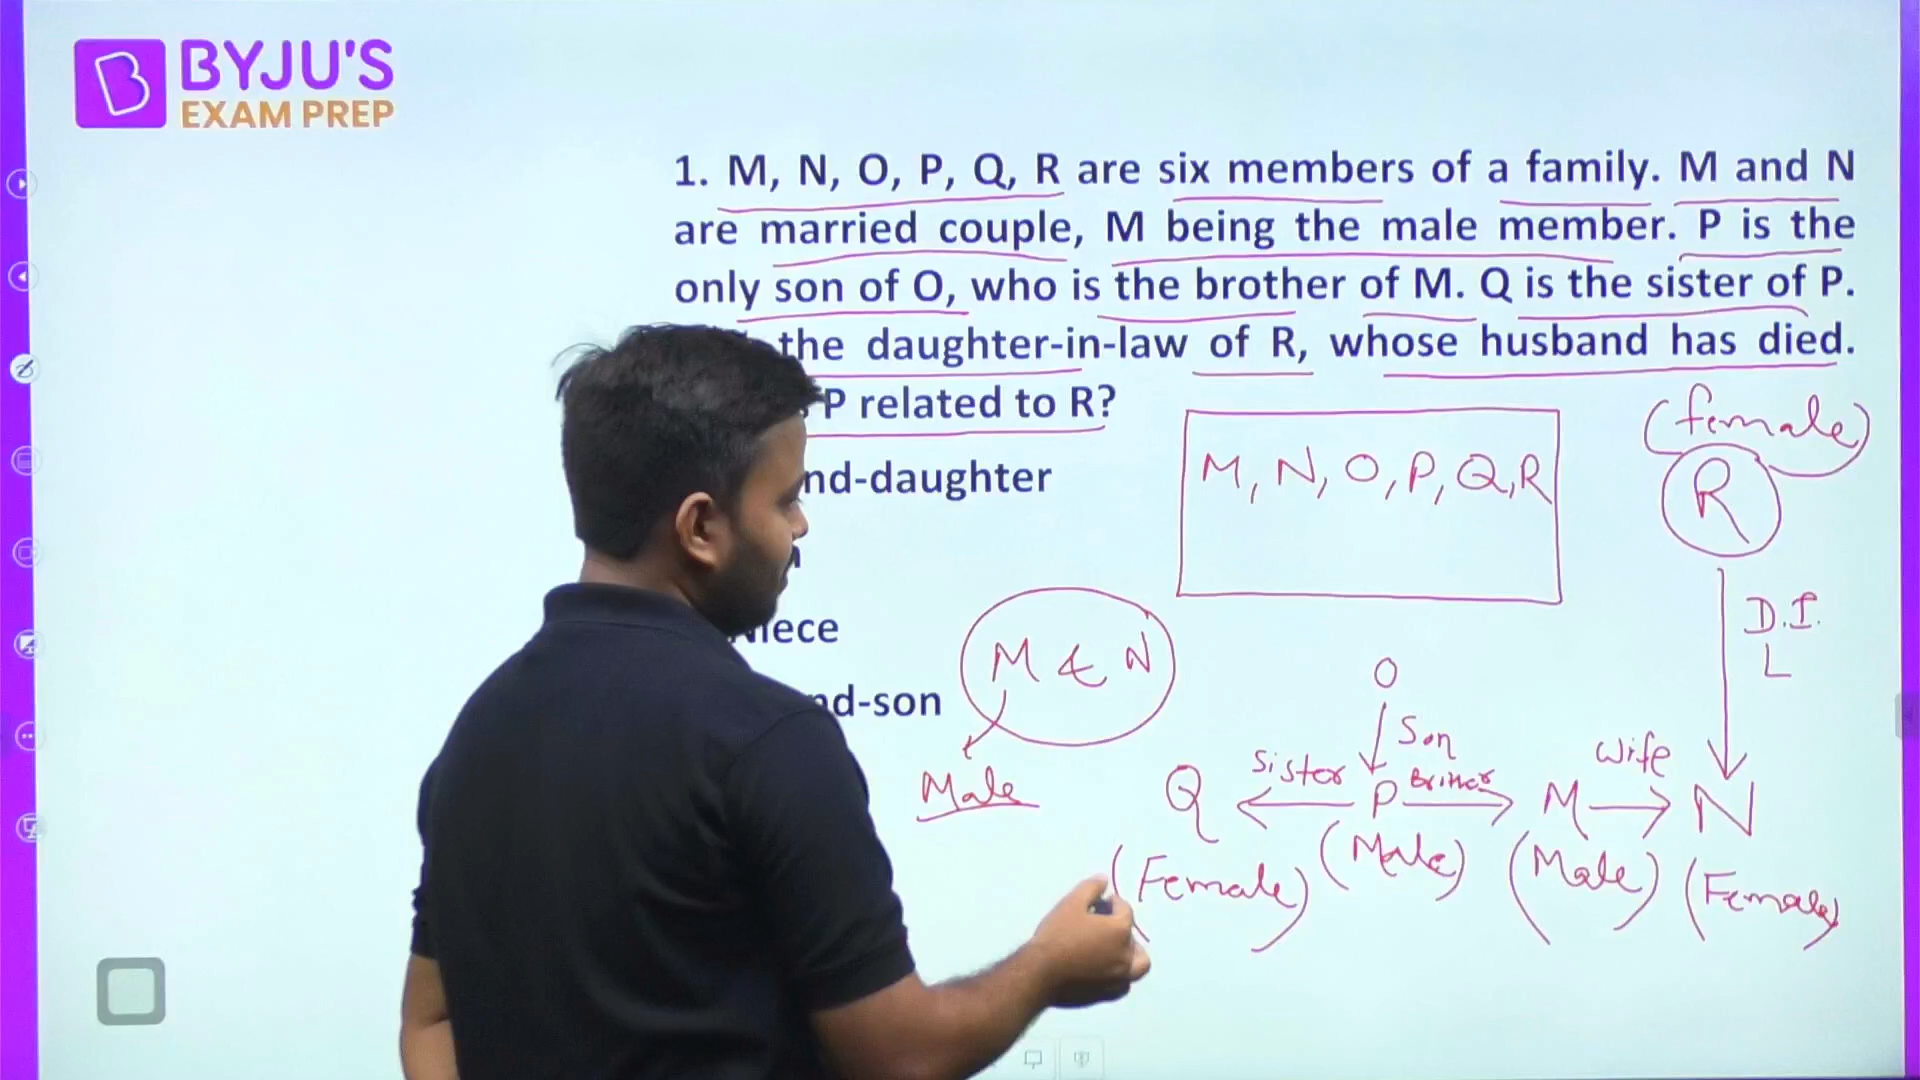 BYJU'S
EXAM PREP
1. M, N, O, P, Q, R are six members of a family. M and N
are married couple, M being the male member. P is the
only son of O, who is the brother of M. Q is the sister of P.
the daughter-in-law of R, whose husband has died.
P related to R?
nd-daughter
Niece
nd-son
(female)
R
M, N, O, P, Q, R
D.I.
L
M & N
Male
O
Son
Wife
Q sister P Brother M N
(Female) (Male) (Male) (Female)